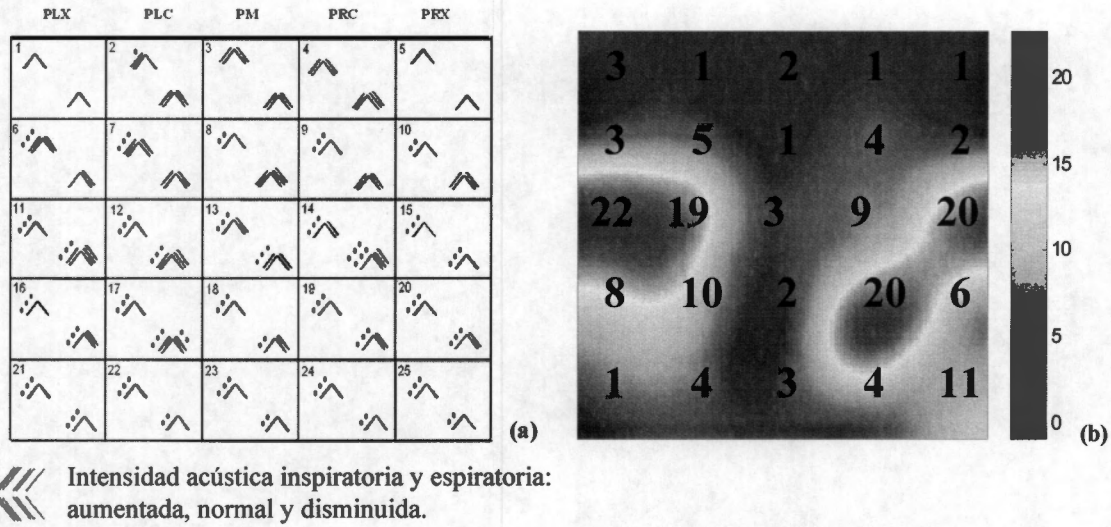 PLX PLC PM PRC PRX
1 2 3 4 5
6 7 8 9 10
11 12 13 14 15
16 17 18 19 20
21 22 23 24 25
(a)
3 1 2 1 1
3 5 1 4 2
22 19 3 9 20
8 10 2 20 6
1 4 3 4 11
20
15
10
5
0
(b)
Intensidad acústica inspiratoria y espiratoria:
aumentada, normal y disminuida.